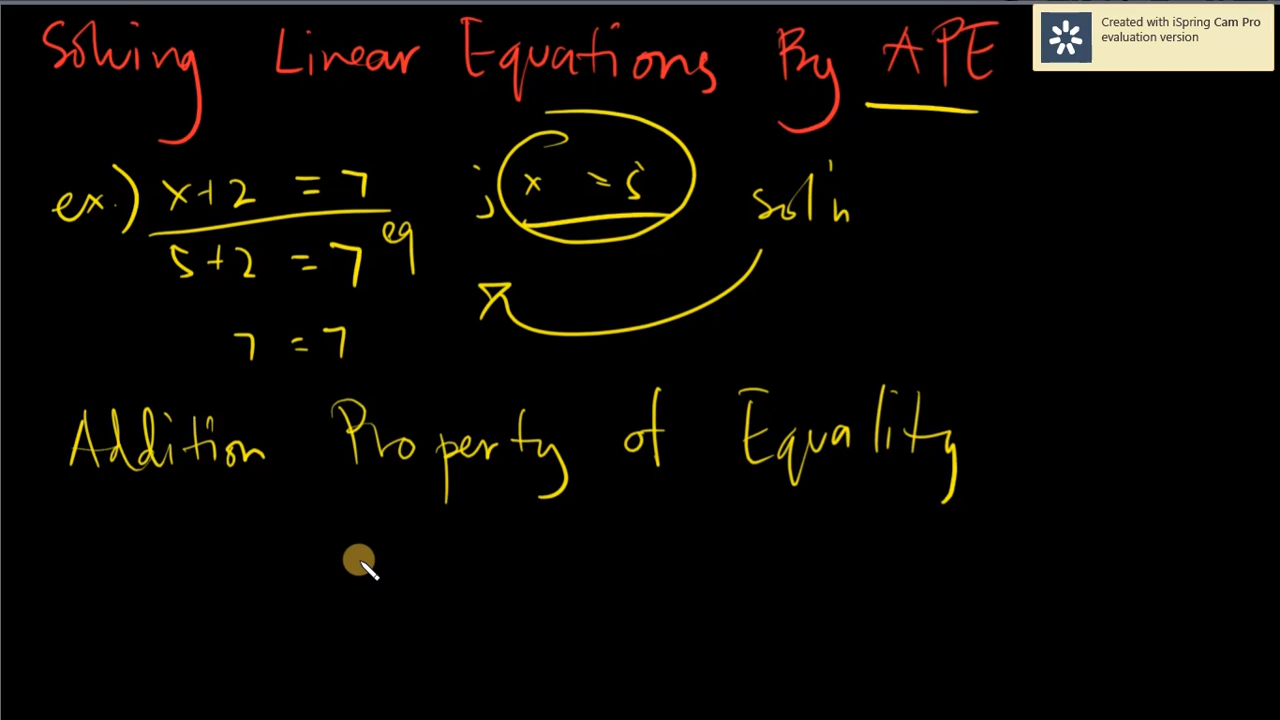 Solving Linear Equations By APE
Created with iSpring Cam Pro
evaluation version
ex.) x+2 = 7 ; x = 5 sol'n
5+2 = 7 eq
7 = 7
Addition Property of Equality